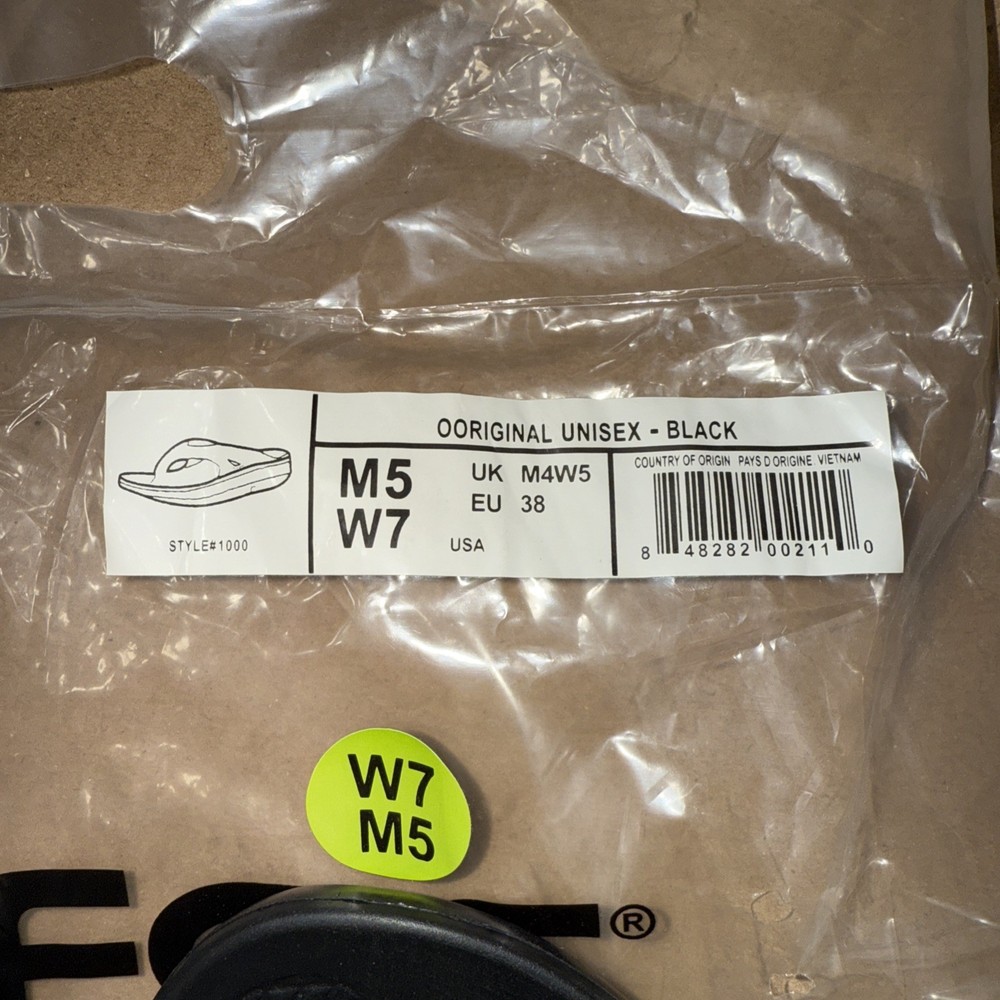 OORIGINAL UNISEX - BLACK
STYLE#1000
M5
W7
UK M4W5
EU 38
USA
COUNTRY OF ORIGIN PAYS D ORIGINE VIETNAM
8 48282 00211 0
W7
M5
®